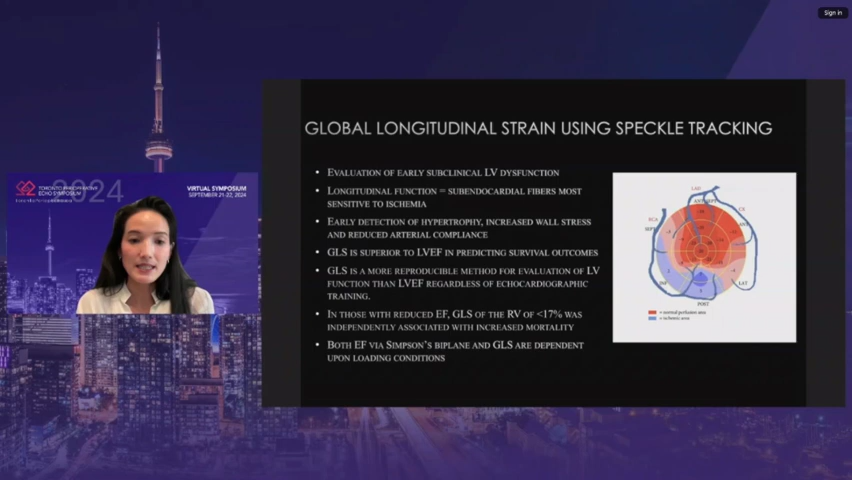 Sign in
GLOBAL LONGITUDINAL STRAIN USING SPECKLE TRACKING
• EVALUATION OF EARLY SUBCLINICAL LV DYSFUNCTION
• LONGITUDINAL FUNCTION = SUBENDOCARDIAL FIBERS MOST
SENSITIVE TO ISCHEMIA
• EARLY DETECTION OF HYPERTROPHY, INCREASED WALL STRESS
AND REDUCED ARTERIAL COMPLIANCE
• GLS IS SUPERIOR TO LVEF IN PREDICTING SURVIVAL OUTCOMES
• GLS IS A MORE REPRODUCIBLE METHOD FOR EVALUATION OF LV
FUNCTION THAN LVEF REGARDLESS OF ECHOCARDIOGRAPHIC
TRAINING.
• IN THOSE WITH REDUCED EF, GLS OF THE RV OF <17% WAS
INDEPENDENTLY ASSOCIATED WITH INCREASED MORTALITY
• BOTH EF VIA SIMPSON'S BIPLANE AND GLS ARE DEPENDENT
UPON LOADING CONDITIONS
LAD
CX
RCA
LAT
POST
= normal perfusion area
= ischemic area
2024
ECHO SYMPOSIUM
VIRTUAL SYMPOSIUM
SEPTEMBER 21-22, 2024